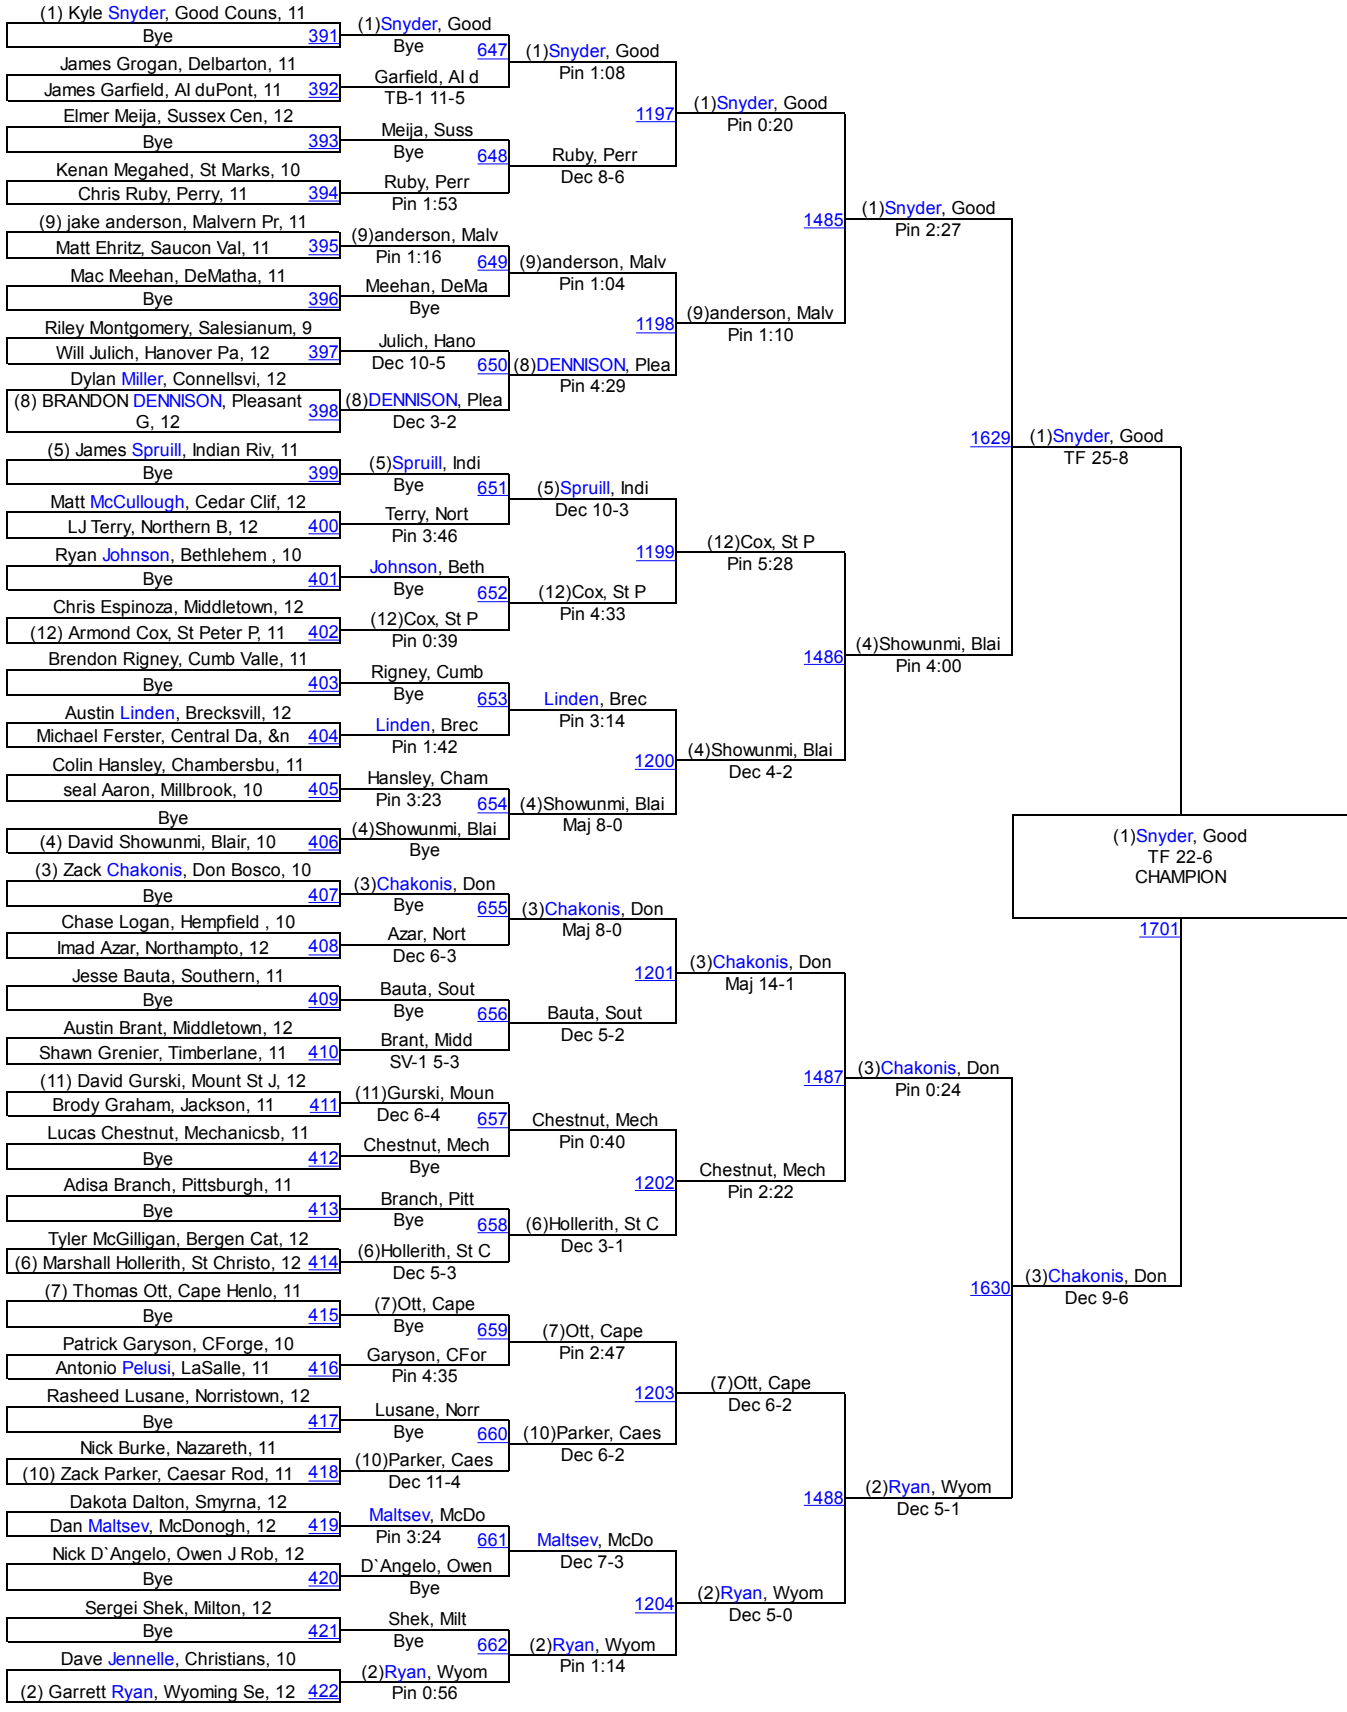 (1) Kyle Snyder, Good Couns, 11
Bye 391
James Grogan, Delbarton, 11
James Garfield, AI duPont, 11 392
Elmer Meija, Sussex Cen, 12
Bye 393
Kenan Megahed, St Marks, 10
Chris Ruby, Perry, 11 394
(9) jake anderson, Malvern Pr, 11
Matt Ehritz, Saucon Val, 11 395
Mac Meehan, DeMatha, 11
Bye 396
Riley Montgomery, Salesianum, 9
Will Julich, Hanover Pa, 12 397
Dylan Miller, Connellsvi, 12
(8) BRANDON DENNISON, Pleasant
G, 12 398
(5) James Spruill, Indian Riv, 11
Bye 399
Matt McCullough, Cedar Clif, 12
LJ Terry, Northern B, 12 400
Ryan Johnson, Bethlehem , 10
Bye 401
Chris Espinoza, Middletown, 12
(12) Armond Cox, St Peter P, 11 402
Brendon Rigney, Cumb Valle, 11
Bye 403
Austin Linden, Brecksvill, 12
Michael Ferster, Central Da, &n 404
Colin Hansley, Chambersbu, 11
seal Aaron, Millbrook, 10 405
Bye
(4) David Showunmi, Blair, 10 406
(3) Zack Chakonis, Don Bosco, 10
Bye 407
Chase Logan, Hempfield , 10
Imad Azar, Northampto, 12 408
Jesse Bauta, Southern, 11
Bye 409
Austin Brant, Middletown, 12
Shawn Grenier, Timberlane, 11 410
(11) David Gurski, Mount St J, 12
Brody Graham, Jackson, 11 411
Lucas Chestnut, Mechanicsb, 11
Bye 412
Adisa Branch, Pittsburgh, 11
Bye 413
Tyler McGilligan, Bergen Cat, 12
(6) Marshall Hollerith, St Christo, 12 414
(7) Thomas Ott, Cape Henlo, 11
Bye 415
Patrick Garyson, CForge, 10
Antonio Pelusi, LaSalle, 11 416
Rasheed Lusane, Norristown, 12
Bye 417
Nick Burke, Nazareth, 11
(10) Zack Parker, Caesar Rod, 11 418
Dakota Dalton, Smyrna, 12
Dan Maltsev, McDonogh, 12 419
Nick D`Angelo, Owen J Rob, 12
Bye 420
Sergei Shek, Milton, 12
Bye 421
Dave Jennelle, Christians, 10
(2) Garrett Ryan, Wyoming Se, 12 422
(1)Snyder, Good
Bye 647
Garfield, AI d
TB-1 11-5
Meija, Suss
Bye 648
Ruby, Perr
Pin 1:53
(9)anderson, Malv
Pin 1:16 649
Meehan, DeMa
Bye
Julich, Hano
Dec 10-5 650
(8)DENNISON, Plea
Dec 3-2
(5)Spruill, Indi
Bye 651
Terry, Nort
Pin 3:46
Johnson, Beth
Bye 652
(12)Cox, St P
Pin 0:39
Rigney, Cumb
Bye 653
Linden, Brec
Pin 1:42
Hansley, Cham
Pin 3:23 654
(4)Showunmi, Blai
Bye
(3)Chakonis, Don
Bye 655
Azar, Nort
Dec 6-3
Bauta, Sout
Bye 656
Brant, Midd
SV-1 5-3
(11)Gurski, Moun
Dec 6-4 657
Chestnut, Mech
Bye
Branch, Pitt
Bye 658
(6)Hollerith, St C
Dec 5-3
(7)Ott, Cape
Bye 659
Garyson, CFor
Pin 4:35
Lusane, Norr
Bye 660
(10)Parker, Caes
Dec 11-4
Maltsev, McDo
Pin 3:24 661
D`Angelo, Owen
Bye
Shek, Milt
Bye 662
(2)Ryan, Wyom
Pin 0:56
(1)Snyder, Good
Pin 1:08
1197
Ruby, Perr
Dec 8-6
(9)anderson, Malv
Pin 1:04
1198
(8)DENNISON, Plea
Pin 4:29
(5)Spruill, Indi
Dec 10-3
1199
(12)Cox, St P
Pin 4:33
Linden, Brec
Pin 3:14
1200
(4)Showunmi, Blai
Maj 8-0
(3)Chakonis, Don
Maj 8-0
1201
Bauta, Sout
Dec 5-2
Chestnut, Mech
Pin 0:40
1202
(6)Hollerith, St C
Dec 3-1
(7)Ott, Cape
Pin 2:47
1203
(10)Parker, Caes
Dec 6-2
Maltsev, McDo
Dec 7-3
1204
(2)Ryan, Wyom
Pin 1:14
(1)Snyder, Good
Pin 0:20
1485
(9)anderson, Malv
Pin 1:10
(12)Cox, St P
Pin 5:28
1486
(4)Showunmi, Blai
Dec 4-2
(3)Chakonis, Don
Maj 14-1
1487
Chestnut, Mech
Pin 2:22
(7)Ott, Cape
Dec 6-2
1488
(2)Ryan, Wyom
Dec 5-0
(1)Snyder, Good
Pin 2:27
1629
(4)Showunmi, Blai
Pin 4:00
(3)Chakonis, Don
Pin 0:24
1630
(2)Ryan, Wyom
Dec 5-1
(1)Snyder, Good
TF 25-8
(3)Chakonis, Don
Dec 9-6
(1)Snyder, Good
TF 22-6
CHAMPION
1701